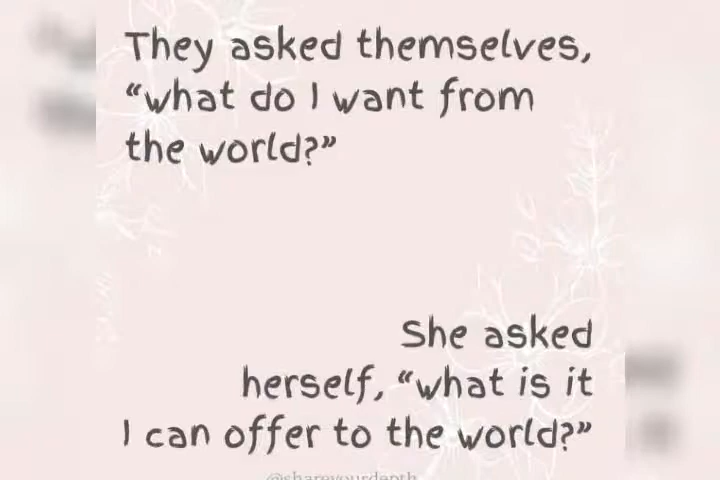 They asked themselves,
“what do I want from
the world?”
She asked
herself, “what is it
I can offer to the world?”
@shareyourdepth